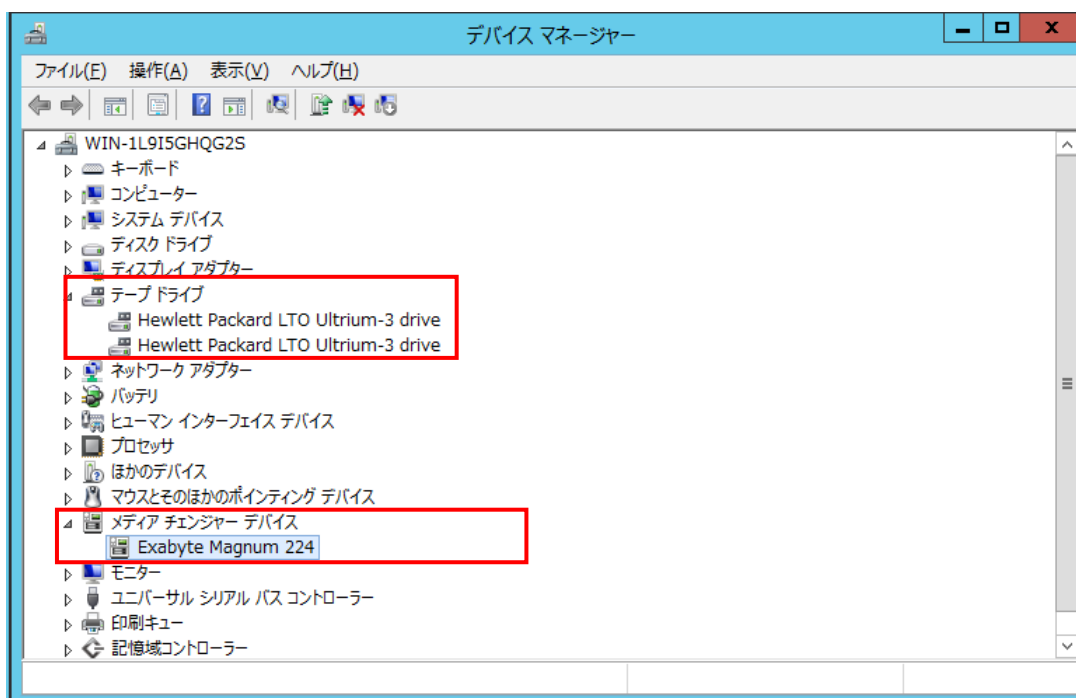 デバイス マネージャー
ファイル(F) 操作(A) 表示(V) ヘルプ(H)
WIN-1L9I5GHQG2S
キーボード
コンピューター
システム デバイス
ディスク ドライブ
ディスプレイ アダプター
テープ ドライブ
Hewlett Packard LTO Ultrium-3 drive
Hewlett Packard LTO Ultrium-3 drive
ネットワーク アダプター
バッテリ
ヒューマン インターフェイス デバイス
プロセッサ
ほかのデバイス
マウスとそのほかのポインティング デバイス
メディア チェンジャー デバイス
Exabyte Magnum 224
モニター
ユニバーサル シリアル バス コントローラー
印刷キュー
記憶域コントローラー